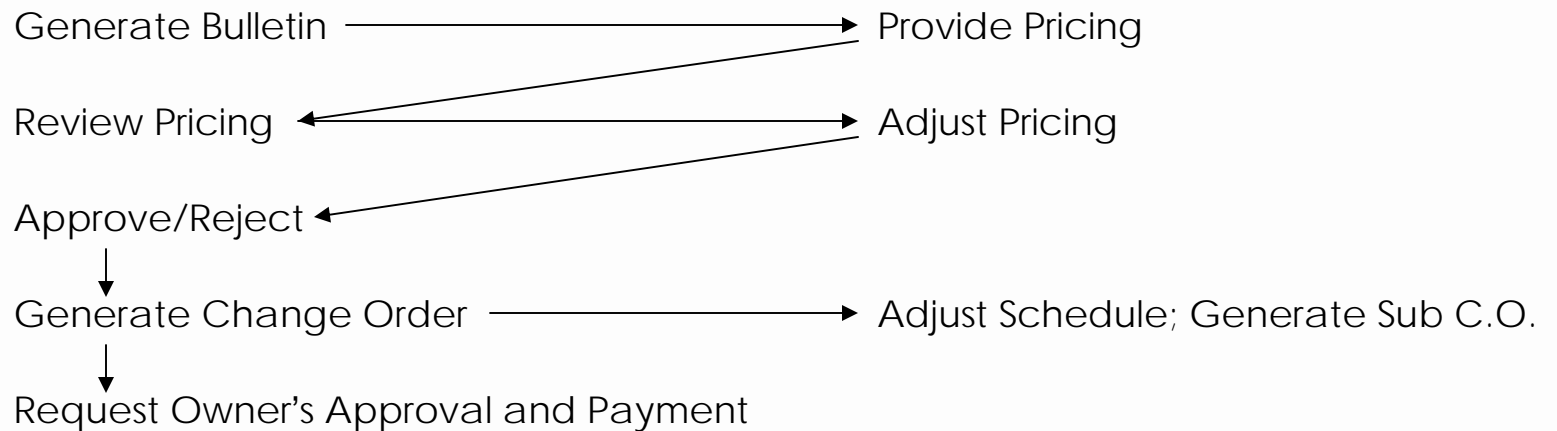 Generate Bulletin Provide Pricing
Review Pricing Adjust Pricing
Approve/Reject
Generate Change Order Adjust Schedule; Generate Sub C.O.
Request Owner’s Approval and Payment